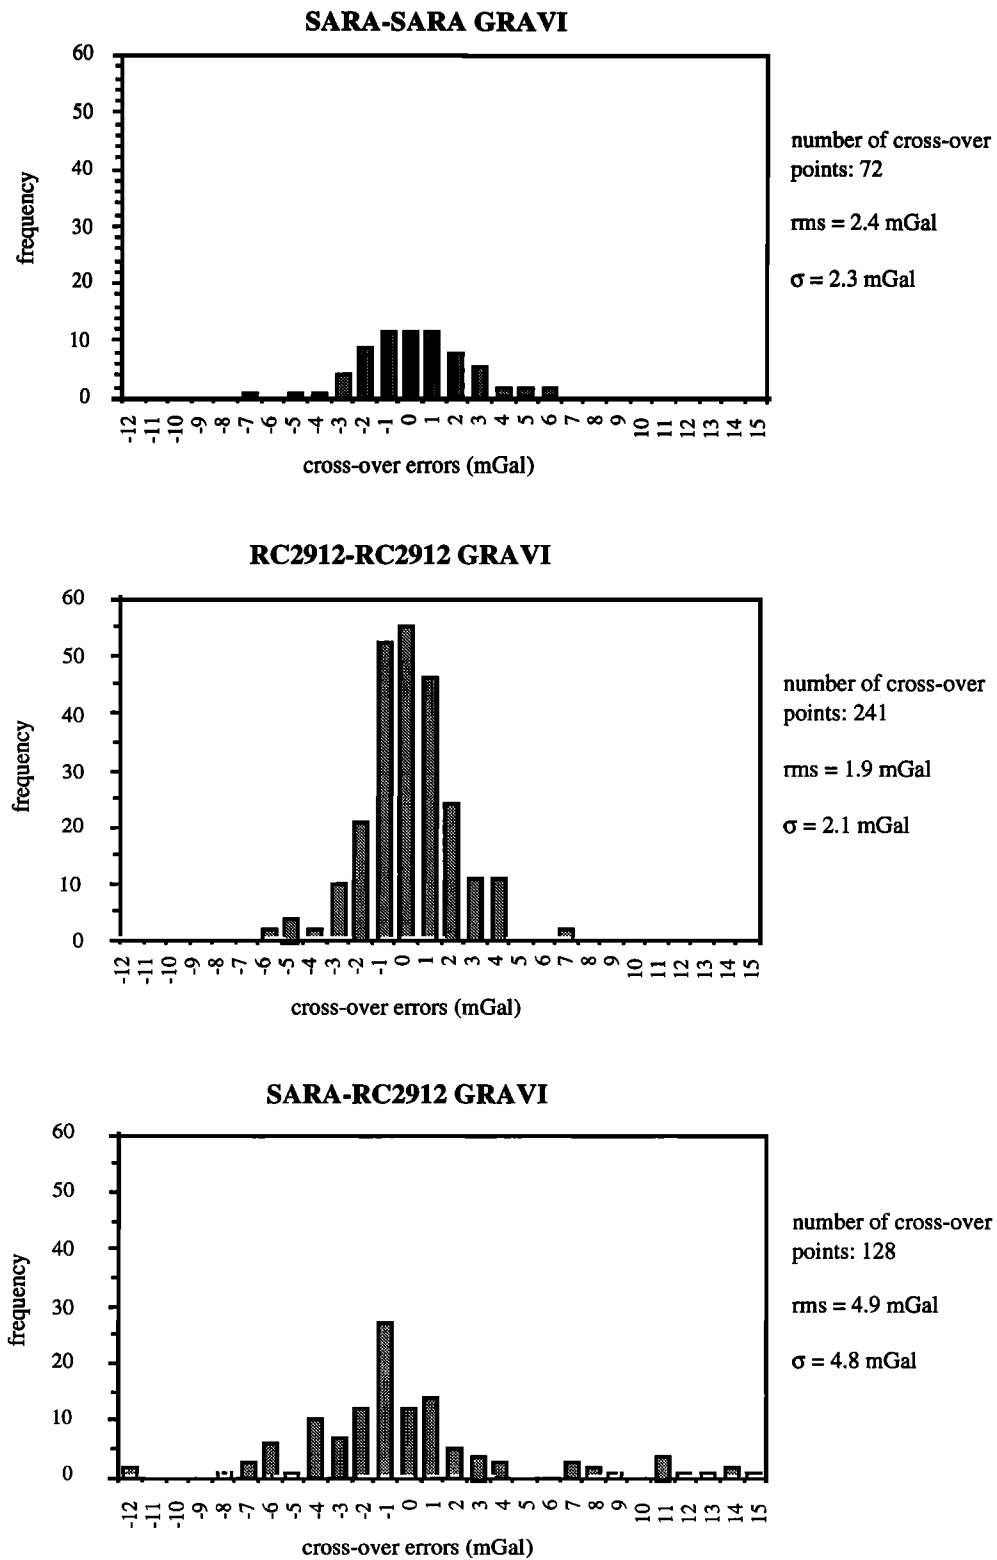 SARA-SARA GRAVI
60
50
40
30
20
10
0
frequency
-12 -11 -10 -9 -8 -7 -6 -5 -4 -3 -2 -1 0 1 2 3 4 5 6 7 8 9 10 11 12 13 14 15
cross-over errors (mGal)
number of cross-over
points: 72
rms = 2.4 mGal
σ = 2.3 mGal
RC2912-RC2912 GRAVI
60
50
40
30
20
10
0
frequency
-12 -11 -10 -9 -8 -7 -6 -5 -4 -3 -2 -1 0 1 2 3 4 5 6 7 8 9 10 11 12 13 14 15
cross-over errors (mGal)
number of cross-over
points: 241
rms = 1.9 mGal
σ = 2.1 mGal
SARA-RC2912 GRAVI
60
50
40
30
20
10
0
frequency
-12 -11 -10 -9 -8 -7 -6 -5 -4 -3 -2 -1 0 1 2 3 4 5 6 7 8 9 10 11 12 13 14 15
cross-over errors (mGal)
number of cross-over
points: 128
rms = 4.9 mGal
σ = 4.8 mGal